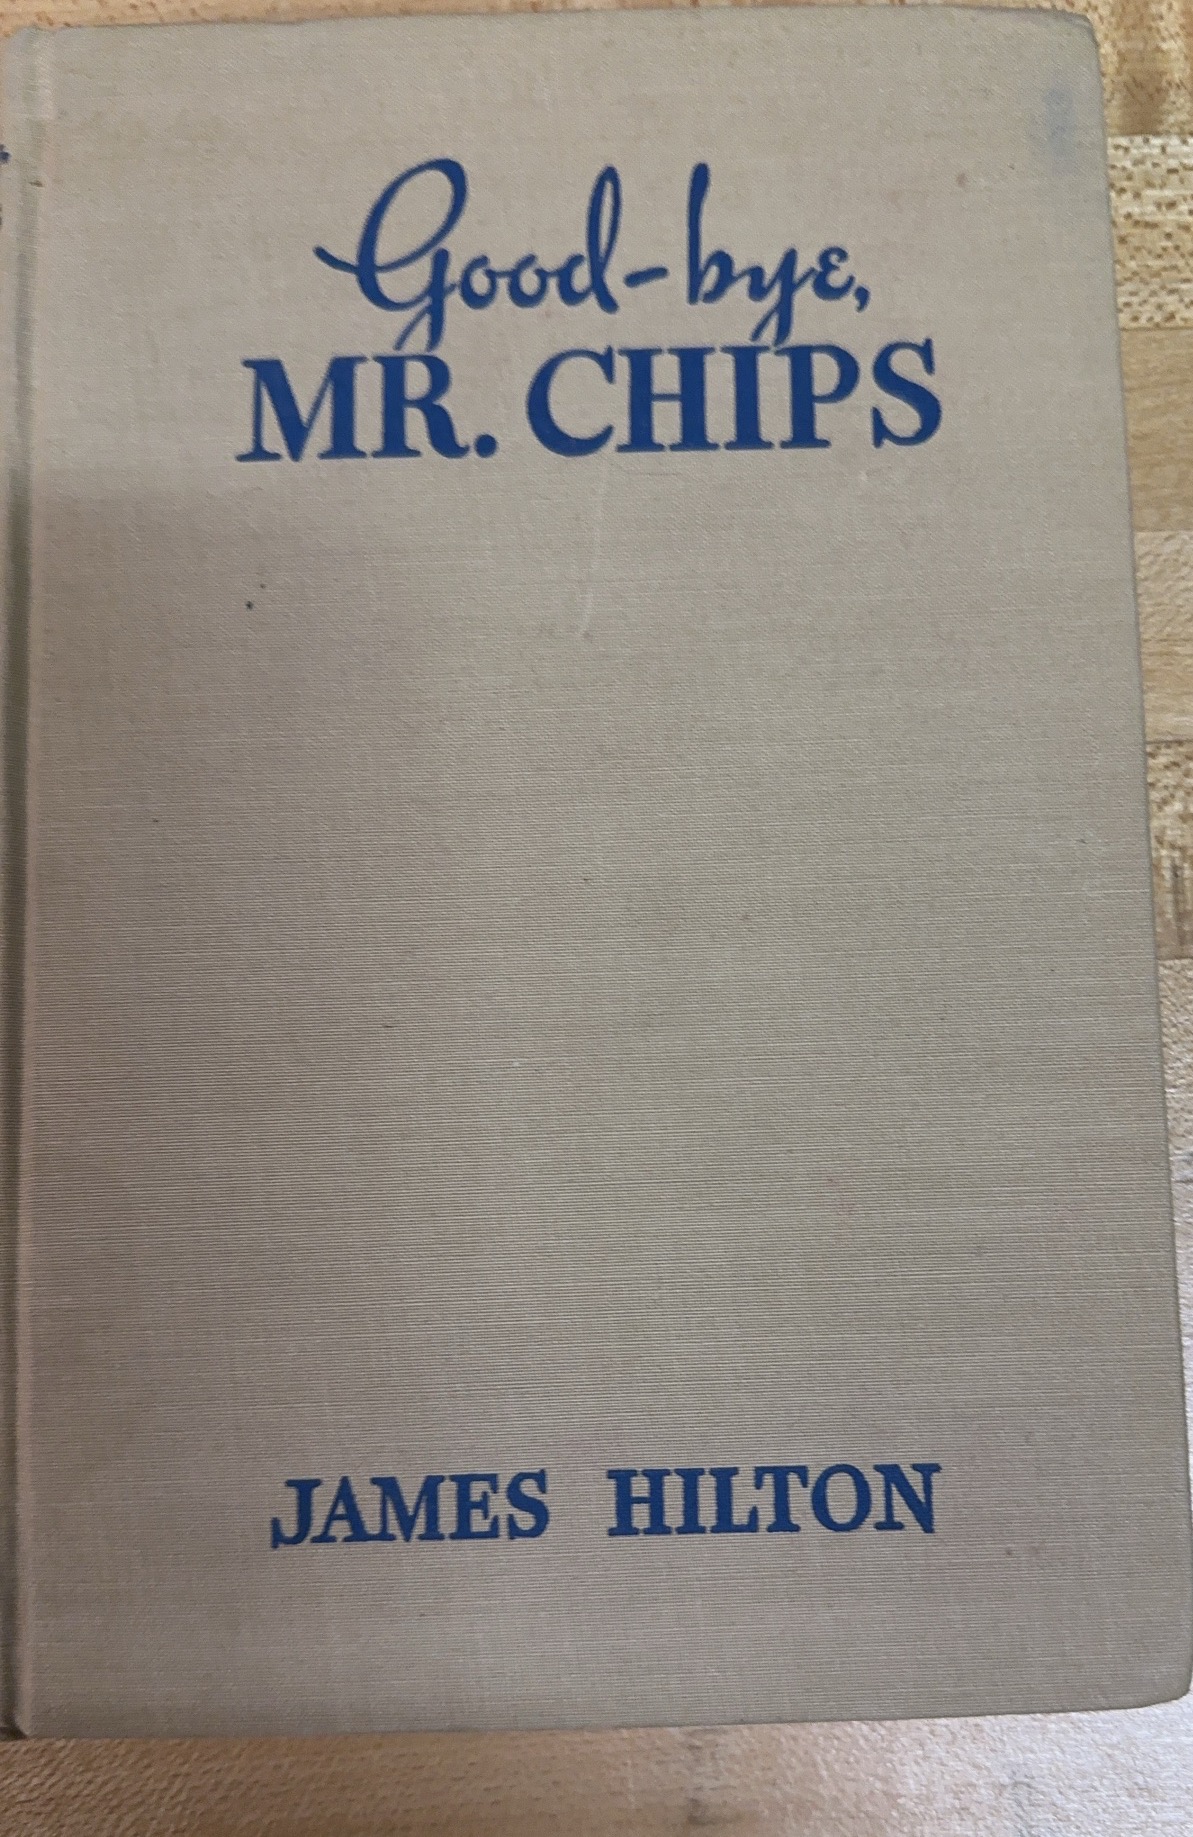 Good-bye,
MR. CHIPS
JAMES HILTON